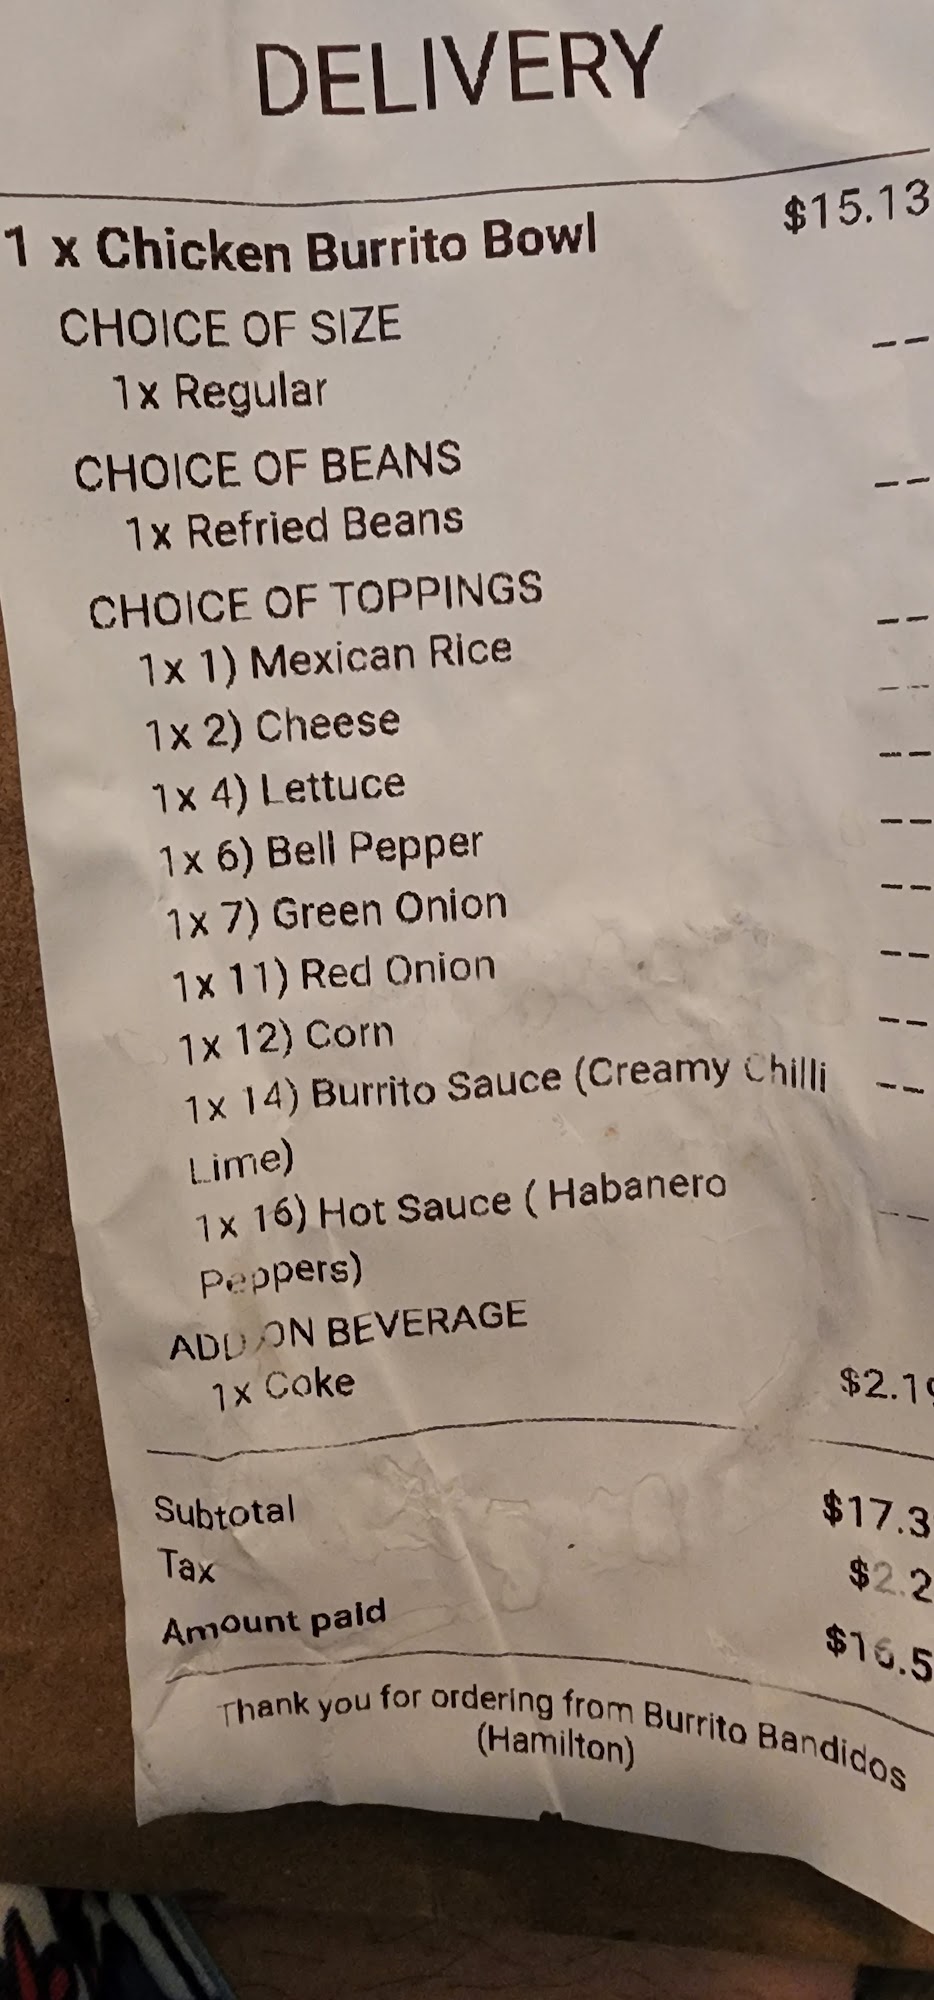 DELIVERY
1 x Chicken Burrito Bowl $15.13
CHOICE OF SIZE
1x Regular --
CHOICE OF BEANS
1x Refried Beans --
CHOICE OF TOPPINGS
1x 1) Mexican Rice --
1x 2) Cheese --
1x 4) Lettuce --
1x 6) Bell Pepper --
1x 7) Green Onion --
1x 11) Red Onion --
1x 12) Corn --
1x 14) Burrito Sauce (Creamy Chilli --
Lime)
1x 16) Hot Sauce ( Habanero --
Peppers)
ADD ON BEVERAGE
1x Coke
Subtotal
Tax
Amount paid
Thank you for ordering from Burrito Bandidos
(Hamilton)